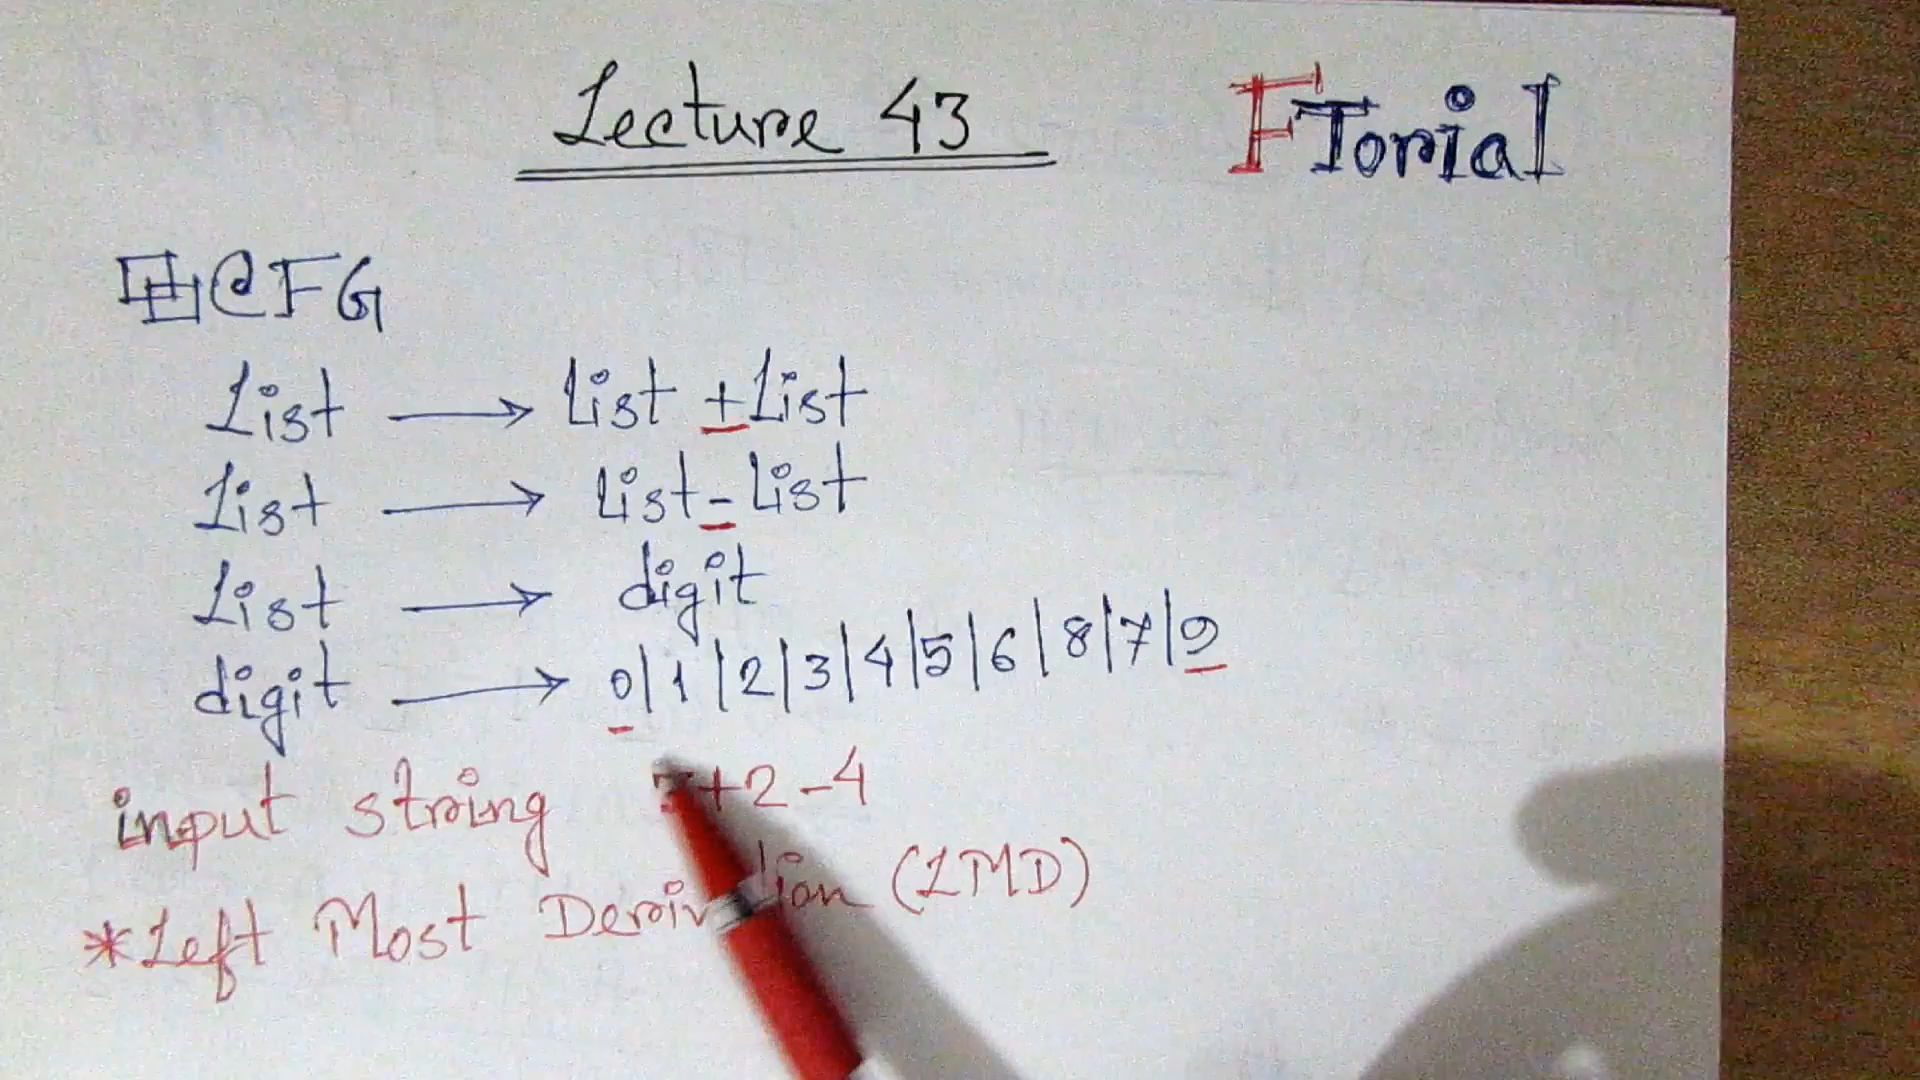 Lecture 43
FTorial
CFG
List → List + List
List → List - List
List → digit
digit → 0|1|2|3|4|5|6|8|7|9
input string +2-4
*Left Most Derivation (LMD)